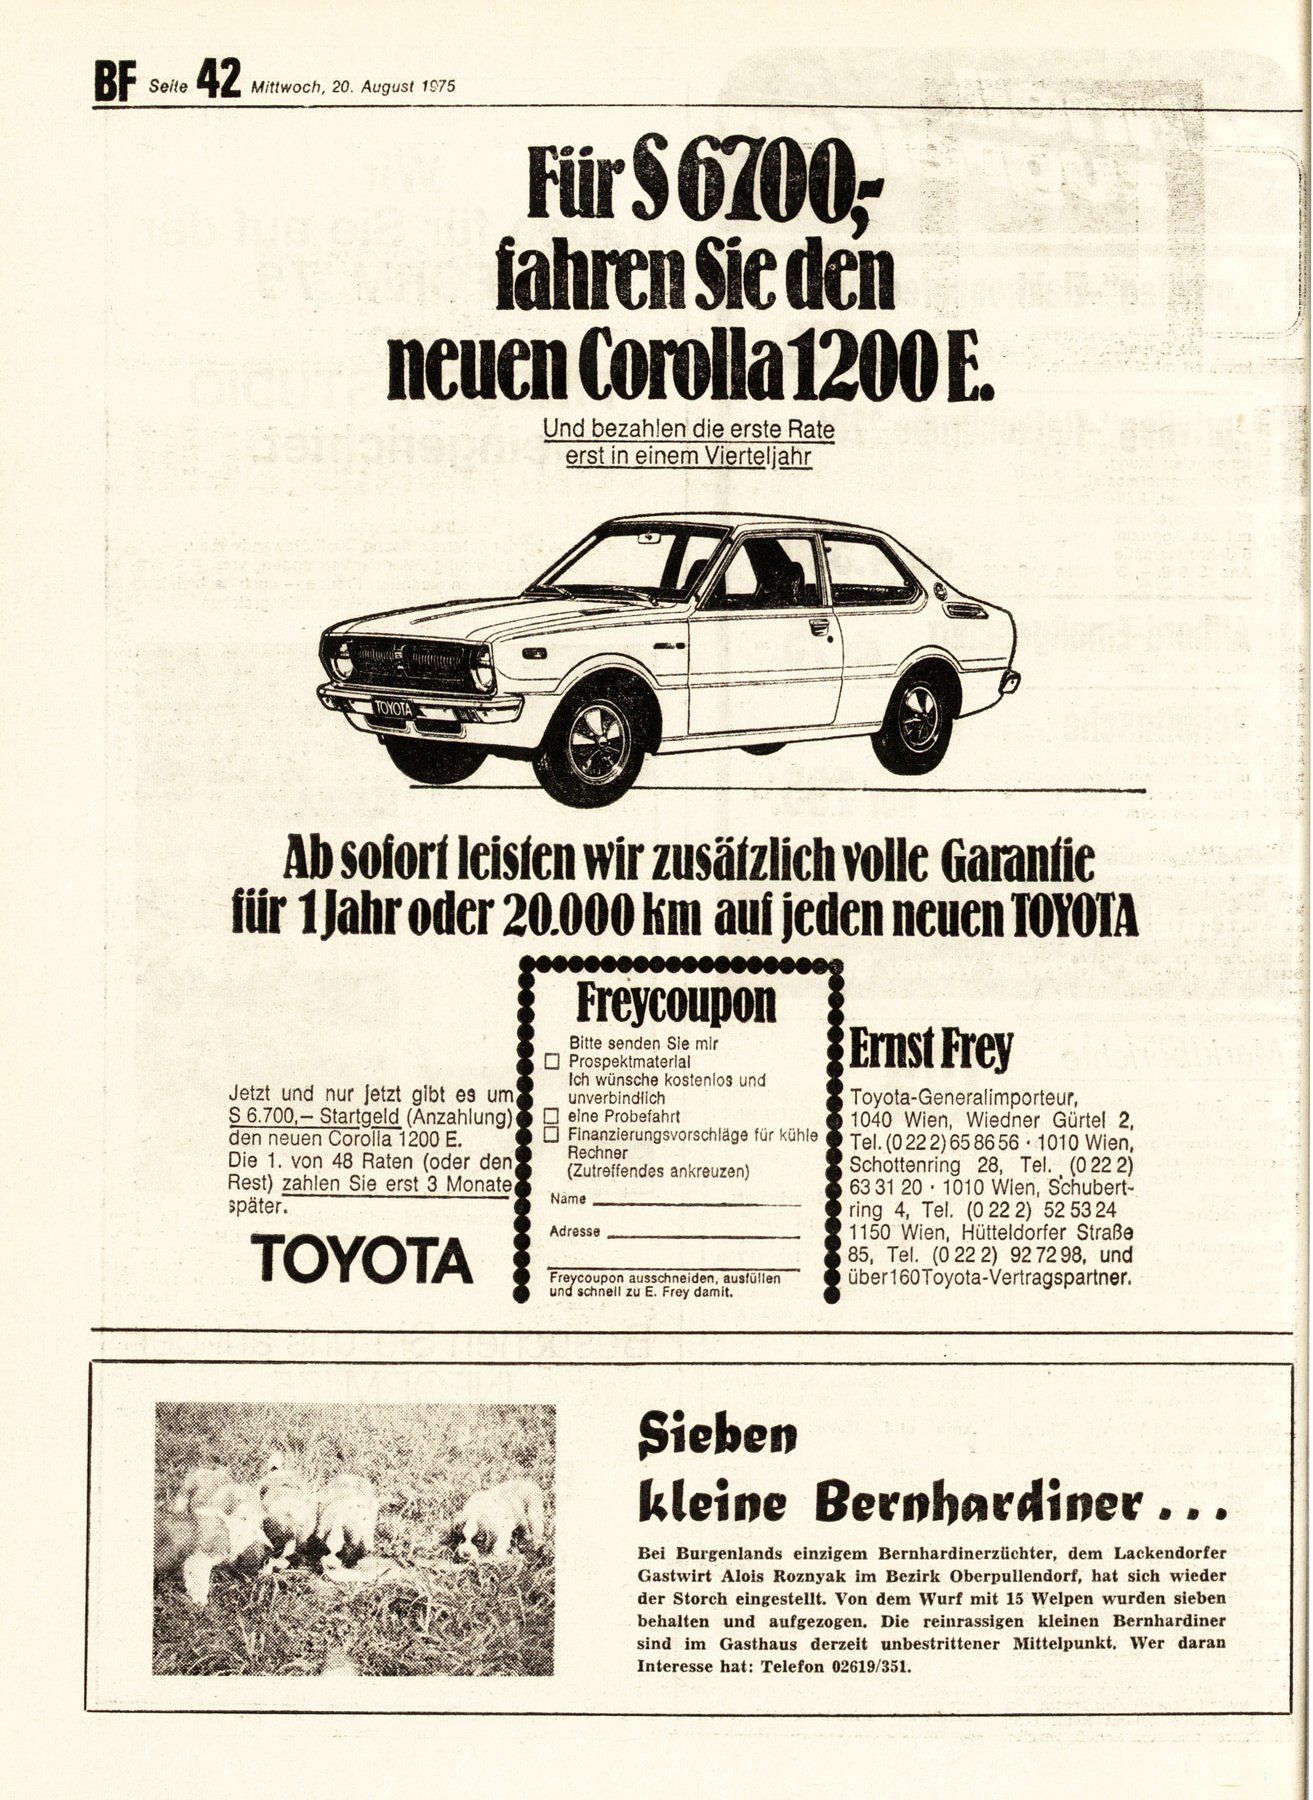 BF Seite 42 Mittwoch, 20. August 1975
Für S 6700,-
fahren Sie den
neuen Corolla 1200 E.
Und bezahlen die erste Rate
erst in einem Vierteljahr
TOYOTA
Ab sofort leisten wir zusätzlich volle Garantie
für 1 Jahr oder 20.000 km auf jeden neuen TOYOTA
Jetzt und nur jetzt gibt es um
S 6.700,– Startgeld (Anzahlung)
den neuen Corolla 1200 E.
Die 1. von 48 Raten (oder den
Rest) zahlen Sie erst 3 Monate
später.
TOYOTA
Freycoupon
Bitte senden Sie mir
Prospektmaterial
Ich wünsche kostenlos und
unverbindlich
eine Probefahrt
Finanzierungsvorschläge für kühle
Rechner
(Zutreffendes ankreuzen)
Name
Adresse
Freycoupon ausschneiden, ausfüllen
und schnell zu E. Frey damit.
Ernst Frey
Toyota-Generalimporteur,
1040 Wien, Wiedner Gürtel 2,
Tel. (0 22 2) 65 86 56 · 1010 Wien,
Schottenring 28, Tel. (0 22 2)
63 31 20 · 1010 Wien, Schubert-
ring 4, Tel. (0 22 2) 52 53 24
1150 Wien, Hütteldorfer Straße
85, Tel. (0 22 2) 92 72 98, und
über 160 Toyota-Vertragspartner.
Sieben
kleine Bernhardiner ...
Bei Burgenlands einzigem Bernhardinerzüchter, dem Lackendorfer
Gastwirt Alois Roznyak im Bezirk Oberpullendorf, hat sich wieder
der Storch eingestellt. Von dem Wurf mit 15 Welpen wurden sieben
behalten und aufgezogen. Die reinrassigen kleinen Bernhardiner
sind im Gasthaus derzeit unbestrittener Mittelpunkt. Wer daran
Interesse hat: Telefon 02619/351.